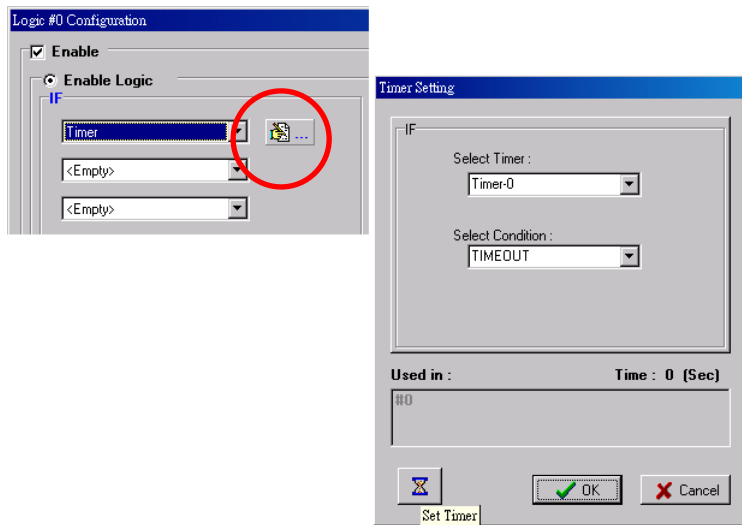 Logic #0 Configuration
Enable
Enable Logic
IF
Timer
...
<Empty>
<Empty>
Timer Setting
IF
Select Timer :
Timer-0
Select Condition :
TIMEOUT
Used in :
Time : 0 (Sec)
#0
OK
Cancel
Set Timer